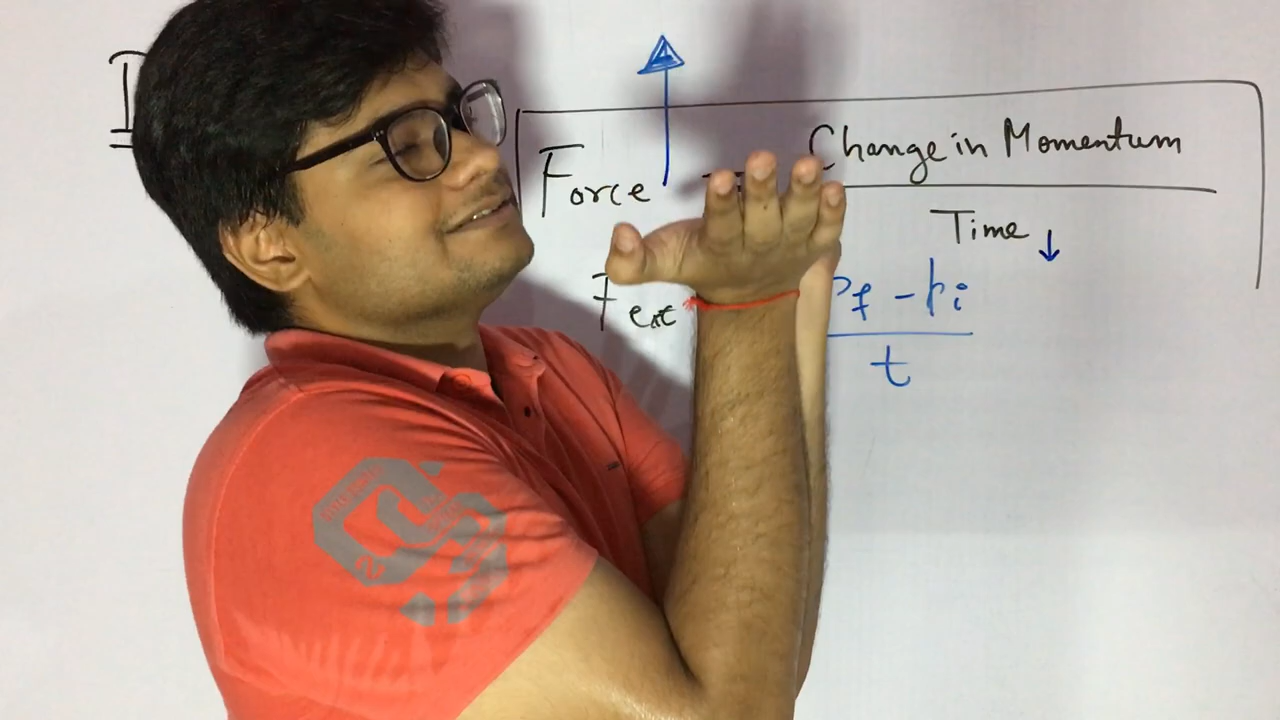 I
Force = Change in Momentum
Time ↓
Fext Pf - Pi
t